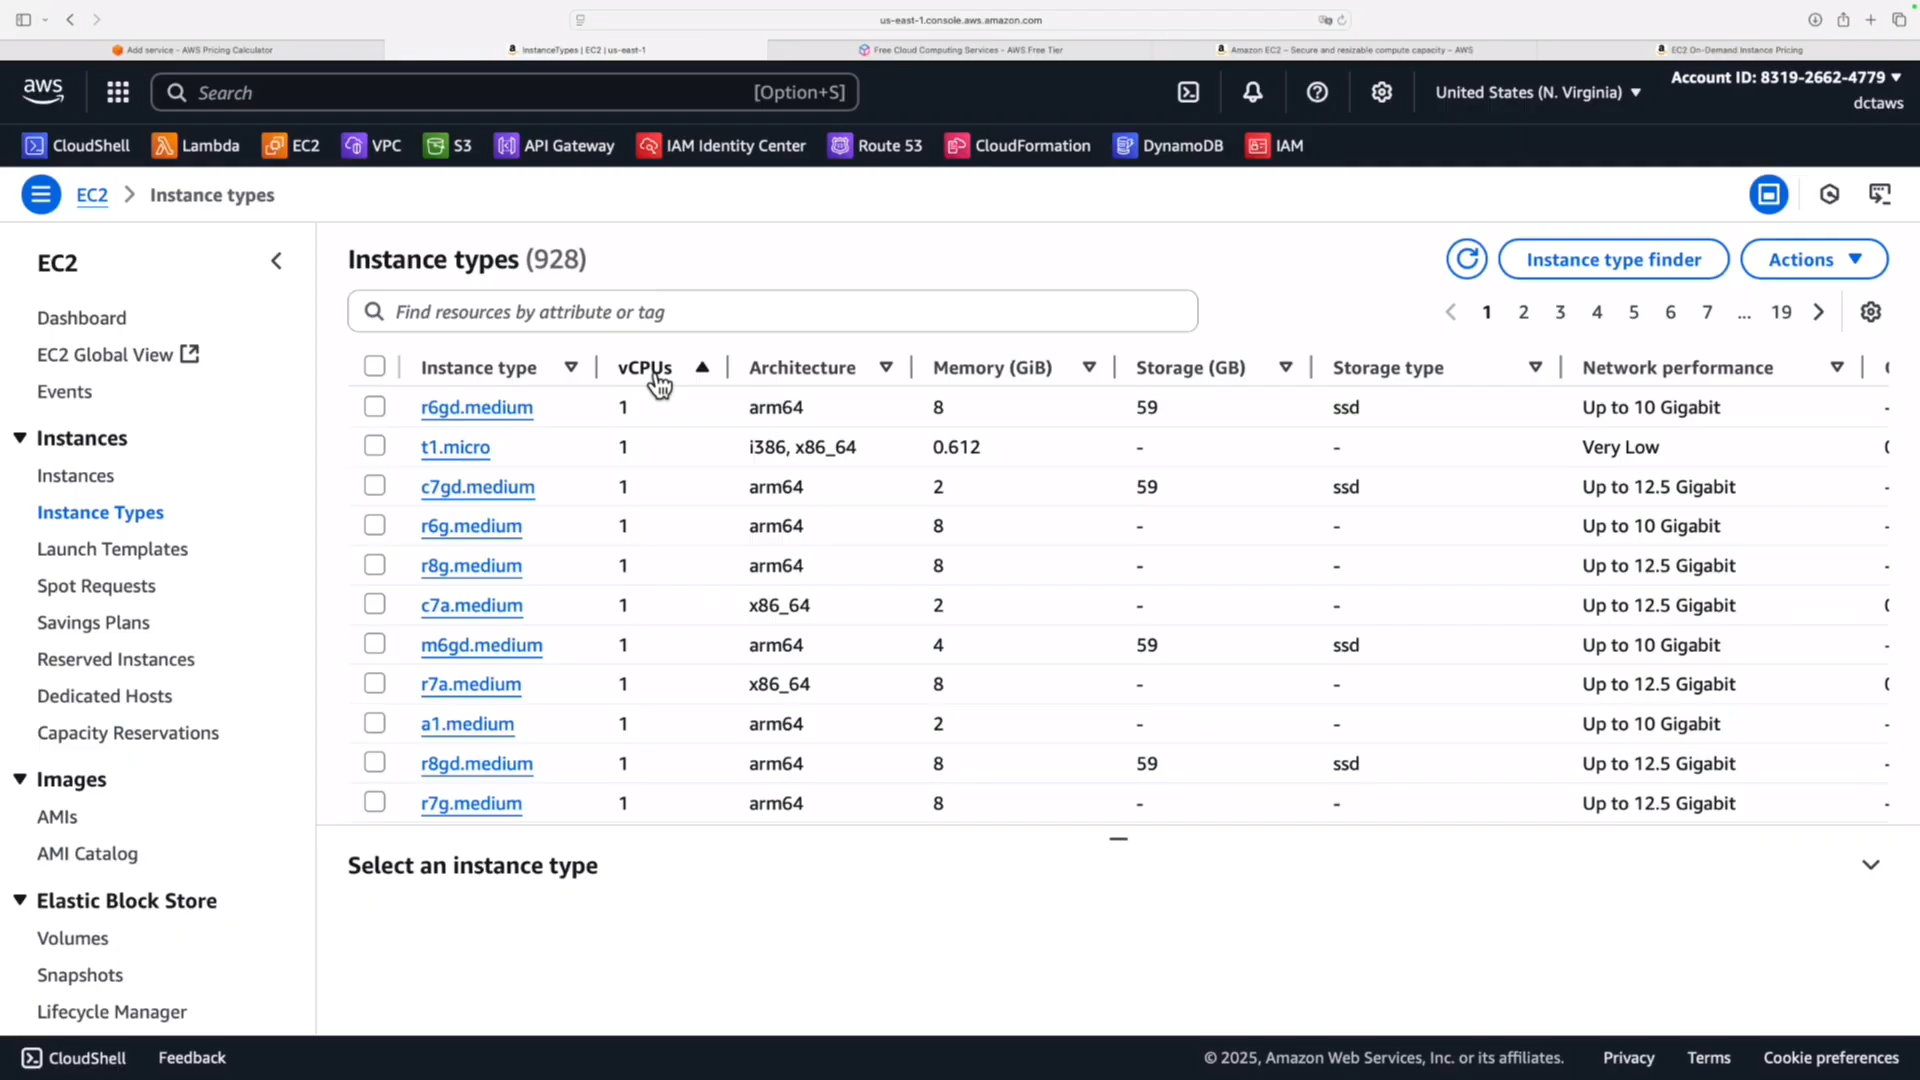 us-east-1.console.aws.amazon.com
Add service - AWS Pricing Calculator
InstanceTypes | EC2 | us-east-1
Free Cloud Computing Services - AWS Free Tier
Amazon EC2 – Secure and resizable compute capacity – AWS
EC2 On-Demand Instance Pricing
aws
Search [Option+S]
United States (N. Virginia)
Account ID: 8319-2662-4779
dctaws
CloudShell Lambda EC2 VPC S3 API Gateway IAM Identity Center Route 53 CloudFormation DynamoDB IAM
EC2 > Instance types
EC2
Dashboard
EC2 Global View
Events
Instances
Instances
Instance Types
Launch Templates
Spot Requests
Savings Plans
Reserved Instances
Dedicated Hosts
Capacity Reservations
Images
AMIs
AMI Catalog
Elastic Block Store
Volumes
Snapshots
Lifecycle Manager
Instance types (928)
Instance type finder
Actions
Find resources by attribute or tag
1 2 3 4 5 6 7 ... 19
Instance type vCPUs Architecture Memory (GiB) Storage (GB) Storage type Network performance
r6gd.medium 1 arm64 8 59 ssd Up to 10 Gigabit -
t1.micro 1 i386, x86_64 0.612 - - Very Low
c7gd.medium 1 arm64 2 59 ssd Up to 12.5 Gigabit -
r6g.medium 1 arm64 8 - - Up to 10 Gigabit -
r8g.medium 1 arm64 8 - - Up to 12.5 Gigabit -
c7a.medium 1 x86_64 2 - - Up to 12.5 Gigabit
m6gd.medium 1 arm64 4 59 ssd Up to 10 Gigabit -
r7a.medium 1 x86_64 8 - - Up to 12.5 Gigabit
a1.medium 1 arm64 2 - - Up to 10 Gigabit -
r8gd.medium 1 arm64 8 59 ssd Up to 12.5 Gigabit -
r7g.medium 1 arm64 8 - - Up to 12.5 Gigabit -
Select an instance type
CloudShell Feedback
© 2025, Amazon Web Services, Inc. or its affiliates. Privacy Terms Cookie preferences